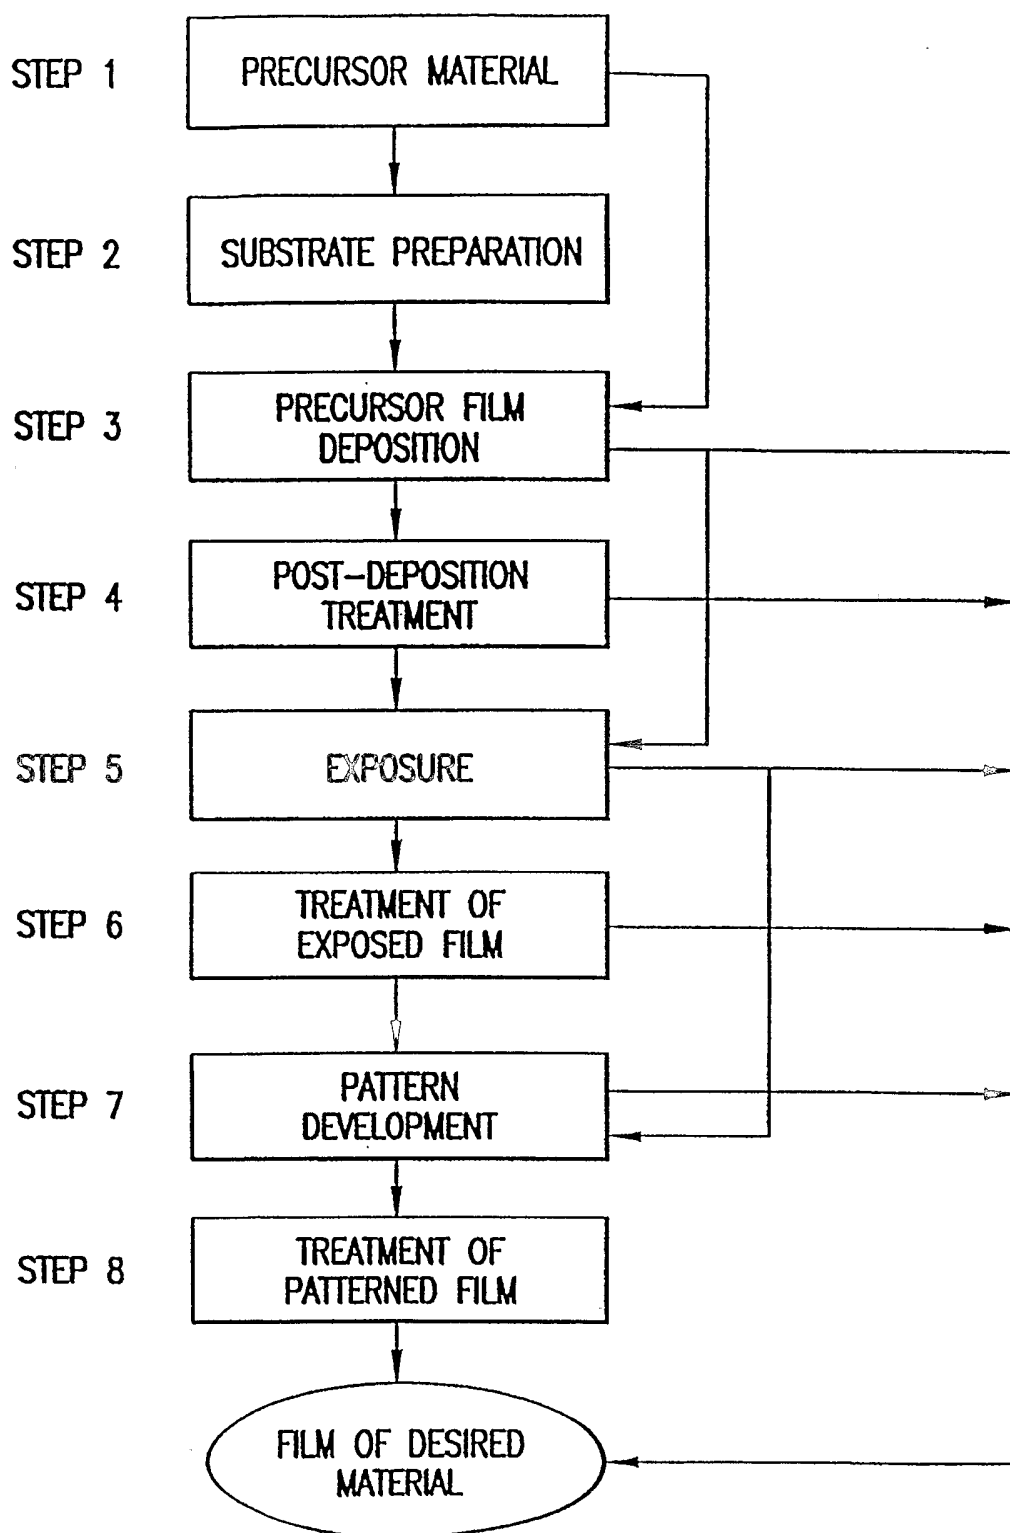 STEP 1
PRECURSOR MATERIAL
STEP 2
SUBSTRATE PREPARATION
STEP 3
PRECURSOR FILM
DEPOSITION
STEP 4
POST-DEPOSITION
TREATMENT
STEP 5
EXPOSURE
STEP 6
TREATMENT OF
EXPOSED FILM
STEP 7
PATTERN
DEVELOPMENT
STEP 8
TREATMENT OF
PATTERNED FILM
FILM OF DESIRED
MATERIAL